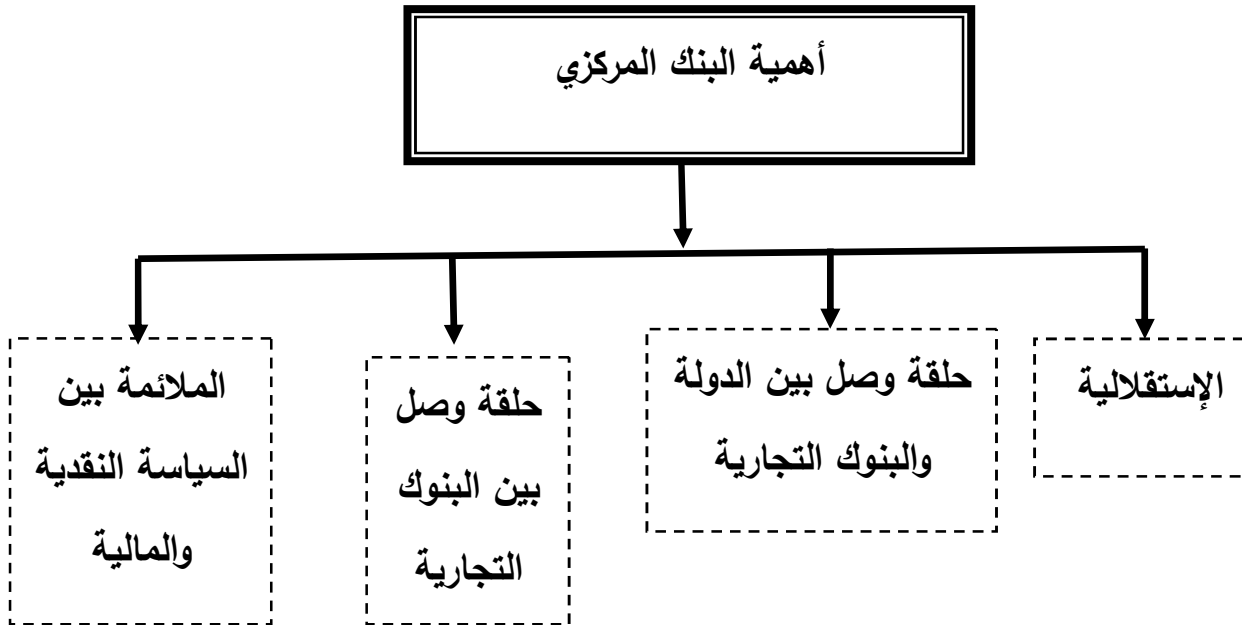 أهمية البنك المركزي
الإستقلالية
حلقة وصل بين الدولة
والبنوك التجارية
حلقة وصل
بين البنوك
التجارية
الملائمة بين
السياسة النقدية
والمالية